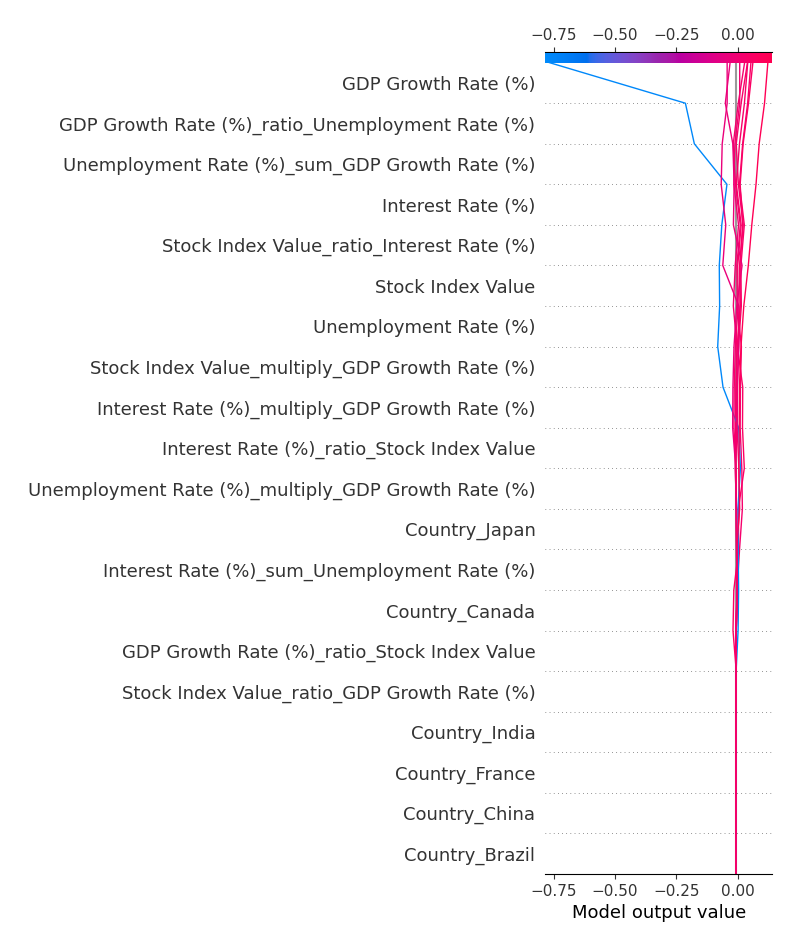 −0.75 −0.50 −0.25 0.00
GDP Growth Rate (%)
GDP Growth Rate (%)_ratio_Unemployment Rate (%)
Unemployment Rate (%)_sum_GDP Growth Rate (%)
Interest Rate (%)
Stock Index Value_ratio_Interest Rate (%)
Stock Index Value
Unemployment Rate (%)
Stock Index Value_multiply_GDP Growth Rate (%)
Interest Rate (%)_multiply_GDP Growth Rate (%)
Interest Rate (%)_ratio_Stock Index Value
Unemployment Rate (%)_multiply_GDP Growth Rate (%)
Country_Japan
Interest Rate (%)_sum_Unemployment Rate (%)
Country_Canada
GDP Growth Rate (%)_ratio_Stock Index Value
Stock Index Value_ratio_GDP Growth Rate (%)
Country_India
Country_France
Country_China
Country_Brazil
−0.75 −0.50 −0.25 0.00
Model output value